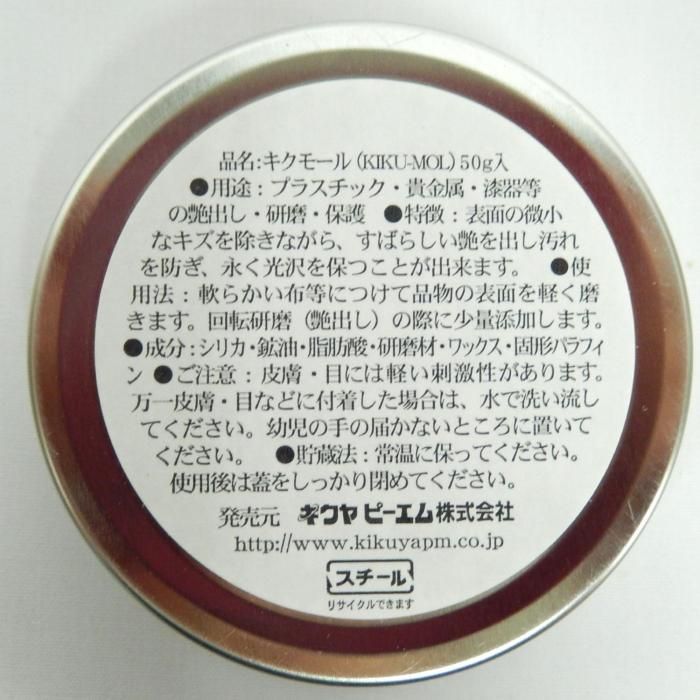 品名:キクモール(KIKU-MOL)50g入
●用途：プラスチック・貴金属・漆器等
の艶出し・研磨・保護　●特徴：表面の微小
なキズを除きながら、すばらしい艶を出し汚れ
を防ぎ、永く光沢を保つことが出来ます。　●使
用法：軟らかい布等につけて品物の表面を軽く磨
きます。回転研磨（艶出し）の際に少量添加します。
●成分:シリカ・鉱油・脂肪酸・研磨材・ワックス・固形パラフィ
ン ●ご注意：皮膚・目には軽い刺激性があります。
万一皮膚・目などに付着した場合は、水で洗い流し
てください。幼児の手の届かないところに置いて
ください。　●貯蔵法：常温に保ってください。
使用後は蓋をしっかり閉めてください。
発売元　キクヤピーエム株式会社
http://www.kikuyapm.co.jp
スチール
リサイクルできます